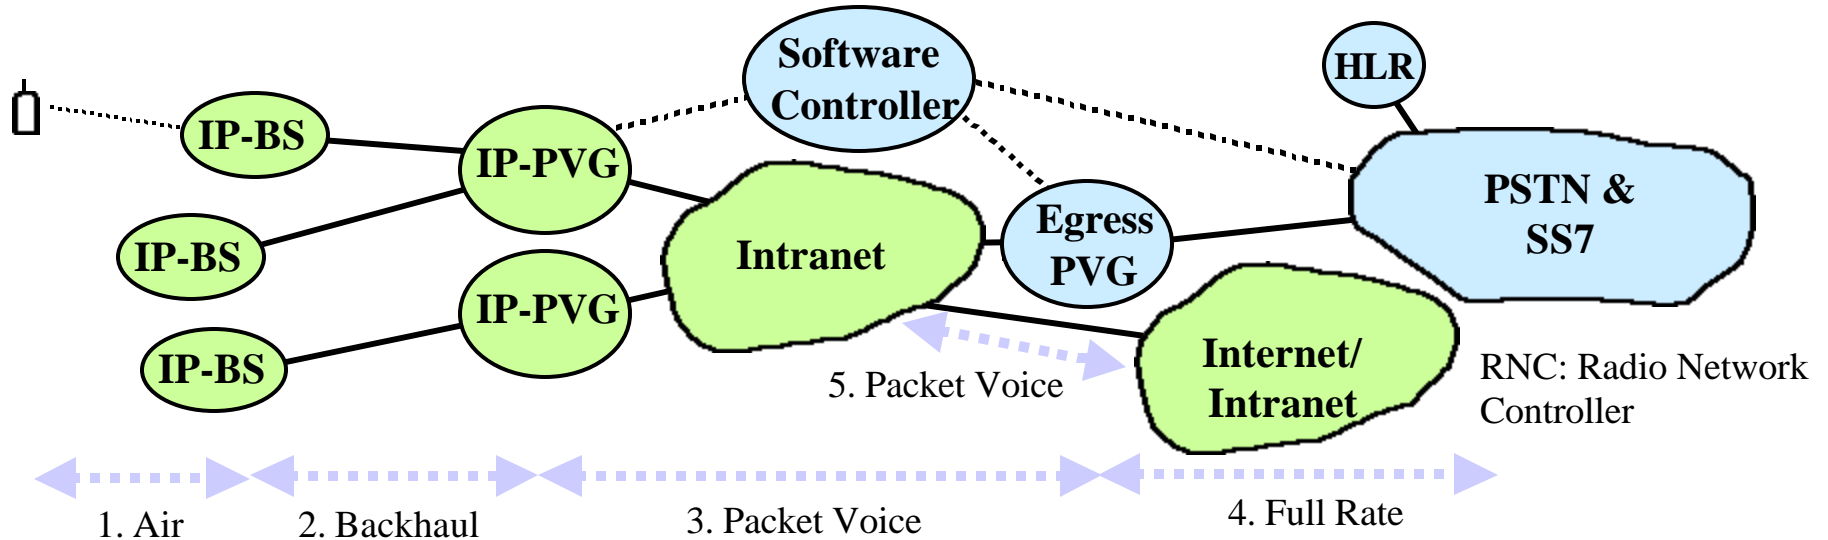 Software
Controller
HLR
IP-BS
IP-PVG
PSTN &
SS7
Egress
PVG
IP-BS
Intranet
IP-PVG
IP-BS
Internet/
Intranet
RNC: Radio Network
Controller
5. Packet Voice
1. Air
2. Backhaul
3. Packet Voice
4. Full Rate